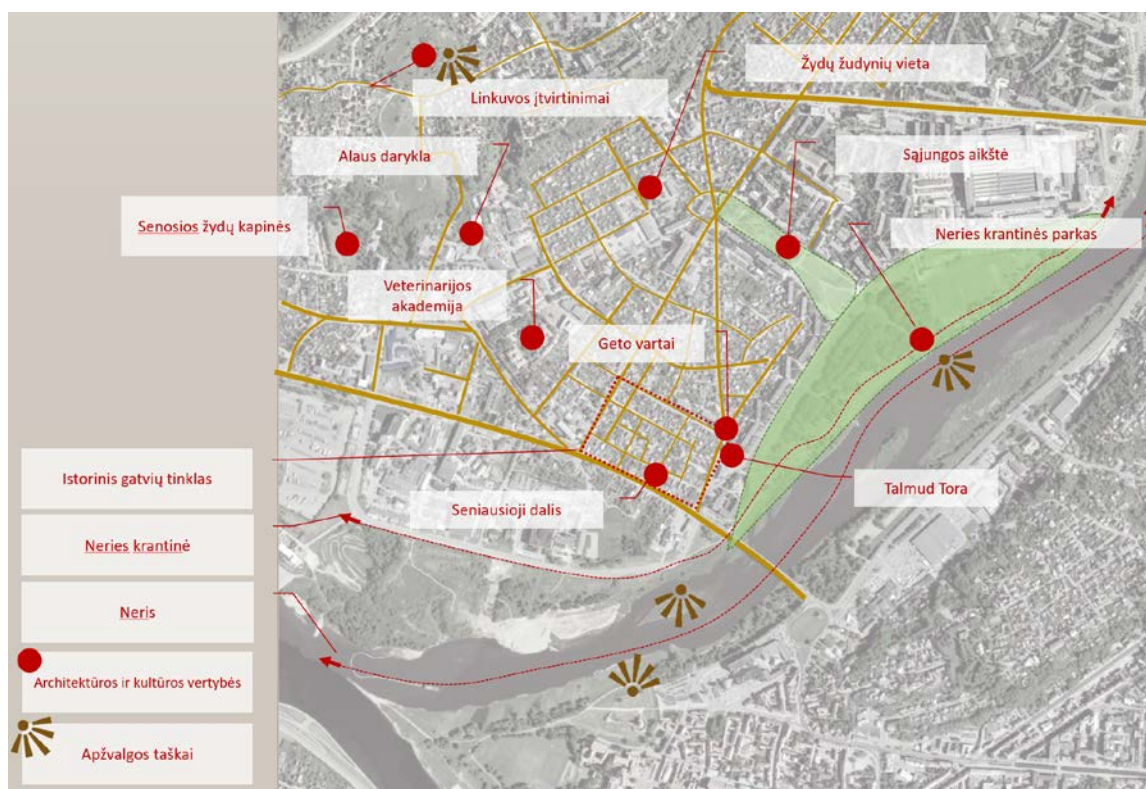 Žydų žudynių vieta
Linkuvos įtvirtinimai
Alaus darykla
Sąjungos aikštė
Senosios žydų kapinės
Neries krantinės parkas
Veterinarijos
akademija
Geto vartai
Istorinis gatvių tinklas
Seniausioji dalis
Talmud Tora
Neries krantinė
Neris
Architektūros ir kultūros vertybės
Apžvalgos taškai